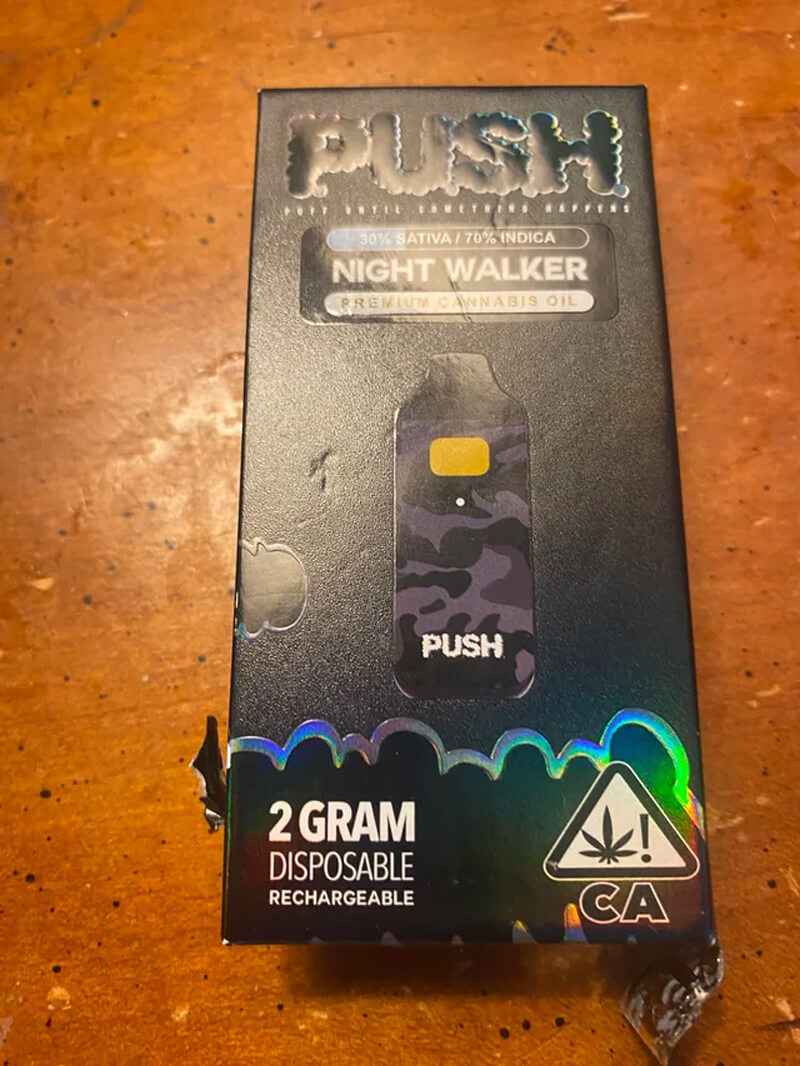 PUSH.
PUFF UNTIL SOMETHING HAPPENS
30% SATIVA / 70% INDICA
NIGHT WALKER
PREMIUM CANNABIS OIL
PUSH
2 GRAM
DISPOSABLE
RECHARGEABLE
!
CA